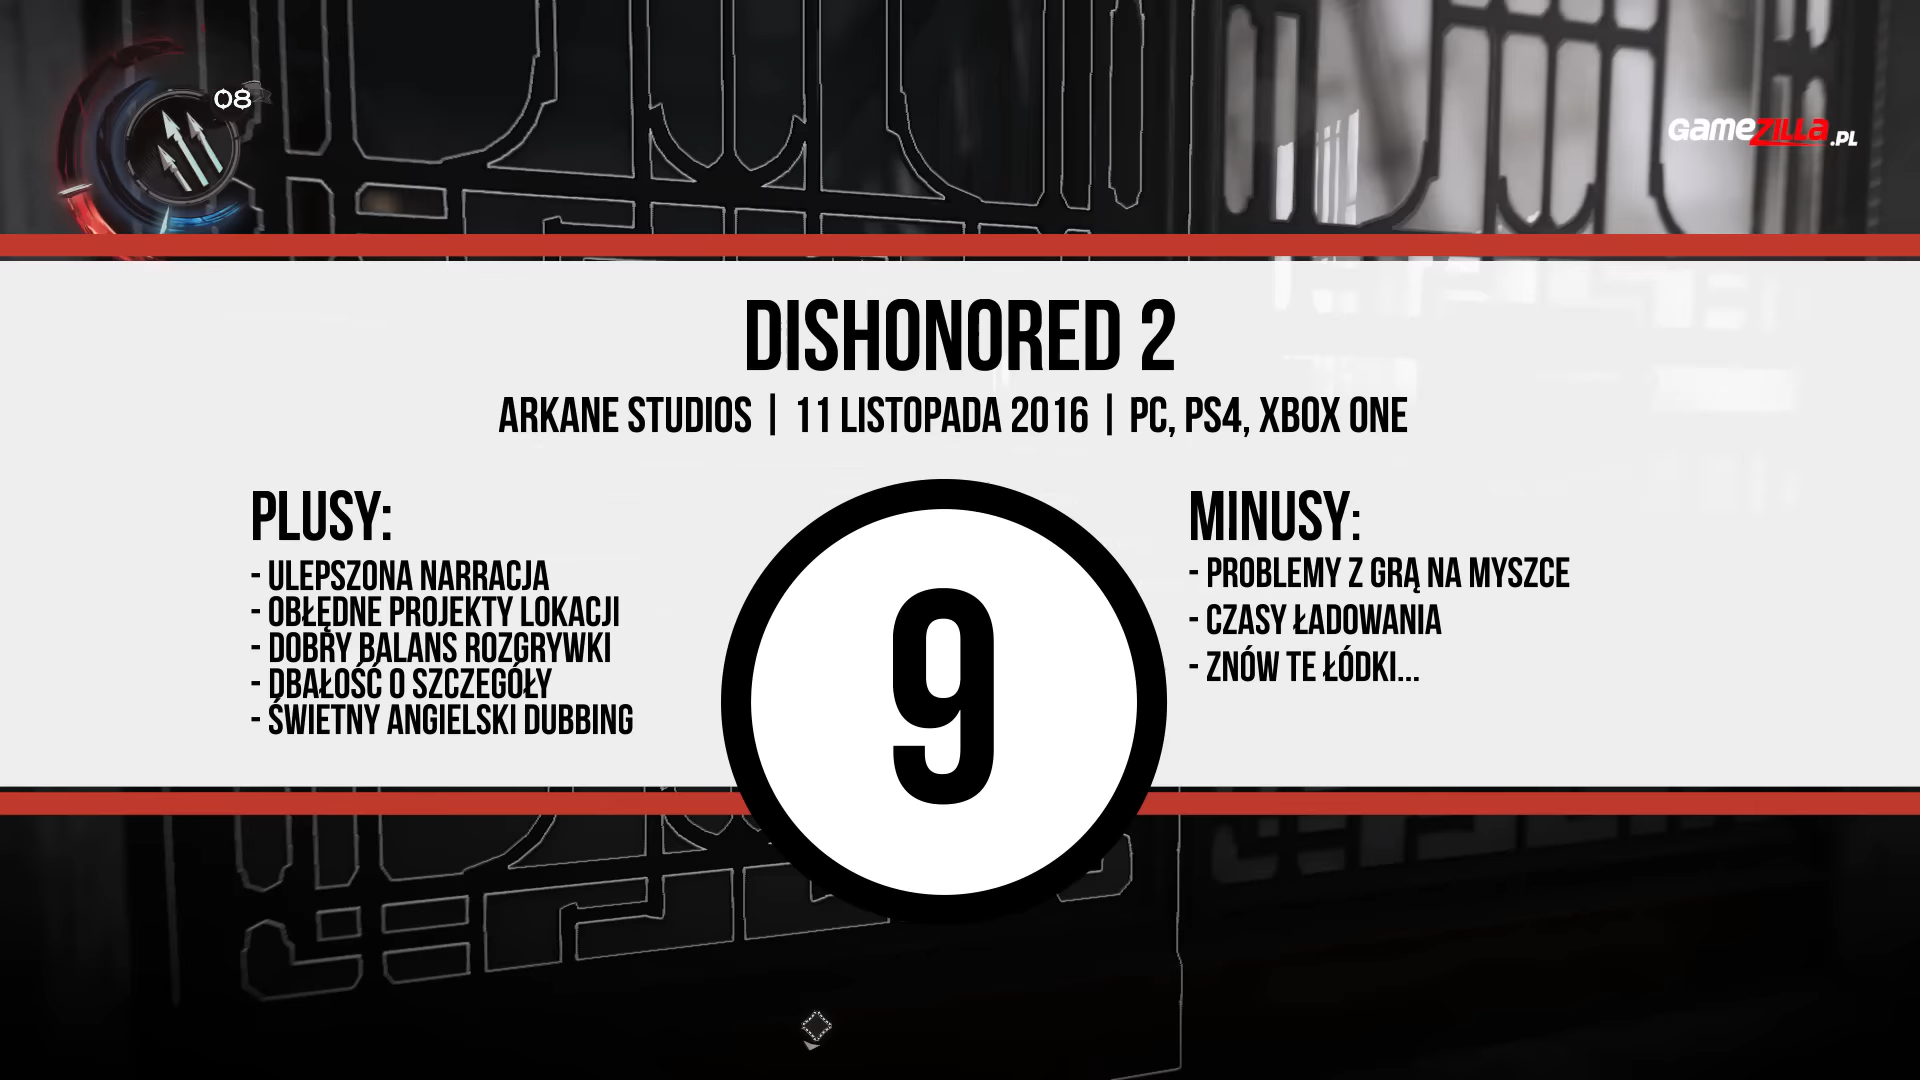 08
GAMEZILLA.PL
DISHONORED 2
ARKANE STUDIOS | 11 LISTOPADA 2016 | PC, PS4, XBOX ONE
PLUSY:
- ULEPSZONA NARRACJA
- OBŁĘDNE PROJEKTY LOKACJI
- DOBRY BALANS ROZGRYWKI
- DBAŁOŚĆ O SZCZEGÓŁY
- ŚWIETNY ANGIELSKI DUBBING
9
MINUSY:
- PROBLEMY Z GRĄ NA MYSZCE
- CZASY ŁADOWANIA
- ZNÓW TE ŁÓDKI...